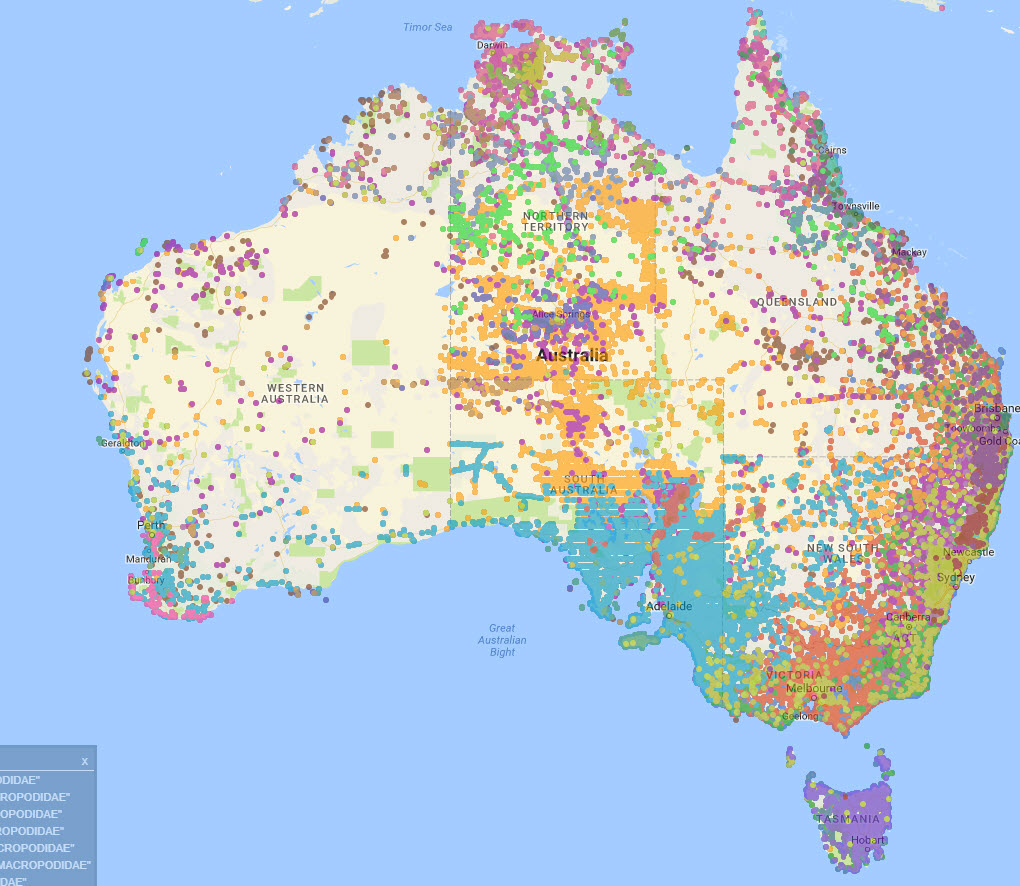 Timor Sea
Darwin
Cairns
Townsville
NORTHERN
TERRITORY
Mackay
QUEENSLAND
Alice Springs
Australia
WESTERN
AUSTRALIA
Brisbane
Toowoomba
Gold Coa
Geraldton
SOUTH
AUSTRALIA
Perth
Mandurah
NEW SOUTH
WALES
Newcastle
Bunbury
Sydney
Adelaide
Canberra
ACT
Great
Australian
Bight
VICTORIA
Melbourne
Geelong
x
ODIDAE"
ROPODIDAE"
OPODIDAE"
ROPODIDAE"
CROPODIDAE"
MACROPODIDAE"
DAE"
TASMANIA
Hobart